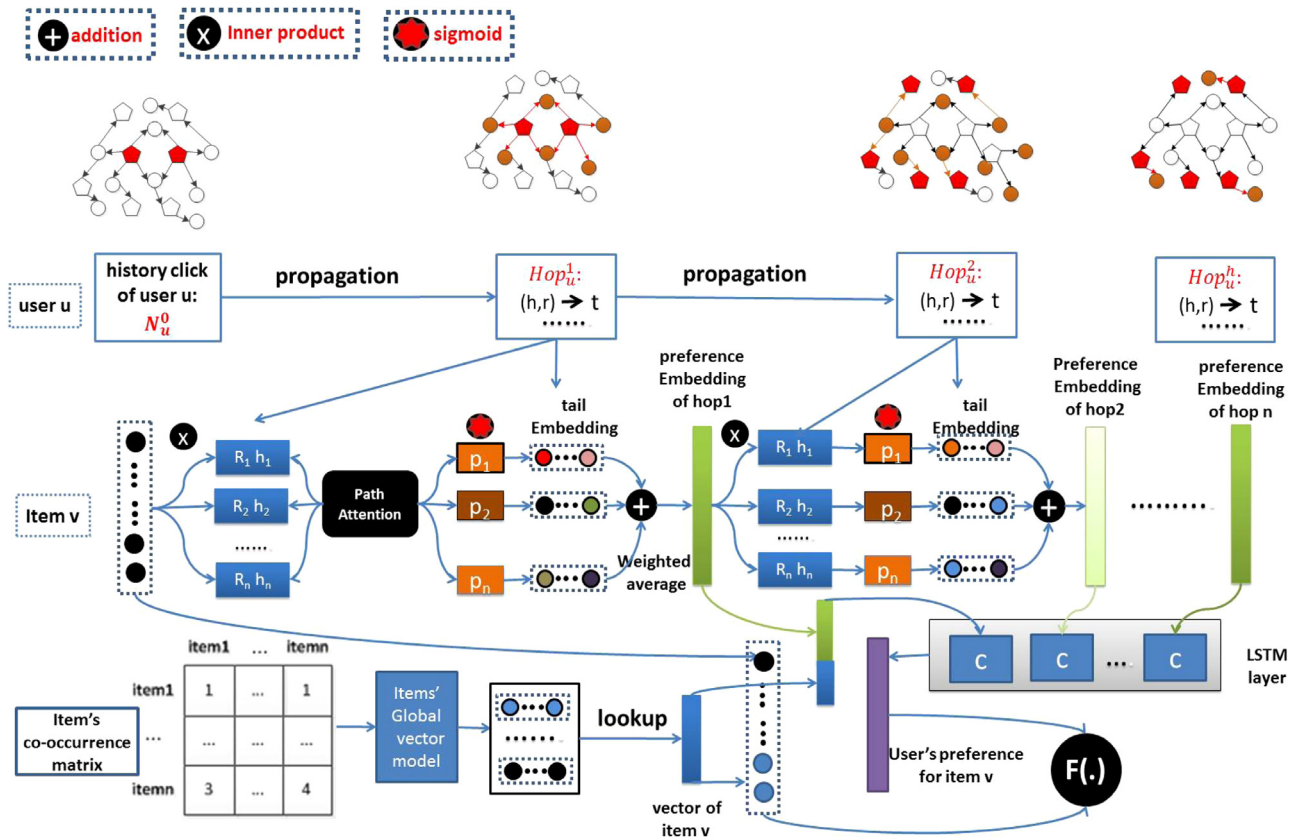 + addition
x Inner product
sigmoid
history click
of user u:
N_u^0
propagation
Hop_u^1:
(h,r) → t
.......
propagation
Hop_u^2:
(h,r) → t
.......
Hop_u^h:
(h,r) → t
.......
user u
preference
Embedding
of hop1
Preference
Embedding
of hop2
preference
Embedding
of hop n
tail
Embedding
tail
Embedding
x
x
R1 h1
R2 h2
......
Rn hn
Path
Attention
p1
p2
pn
+
R1 h1
R2 h2
......
Rn hn
p1
p2
pn
+
Item v
Weighted
average
item1 ... itemn
item1 1 ... 1
... ... ... ...
itemn 3 ... 4
Item's
co-occurrence
matrix
Items'
Global
vector
model
lookup
vector of
item v
C C .... C
LSTM
layer
User's preference
for item v
F(.)